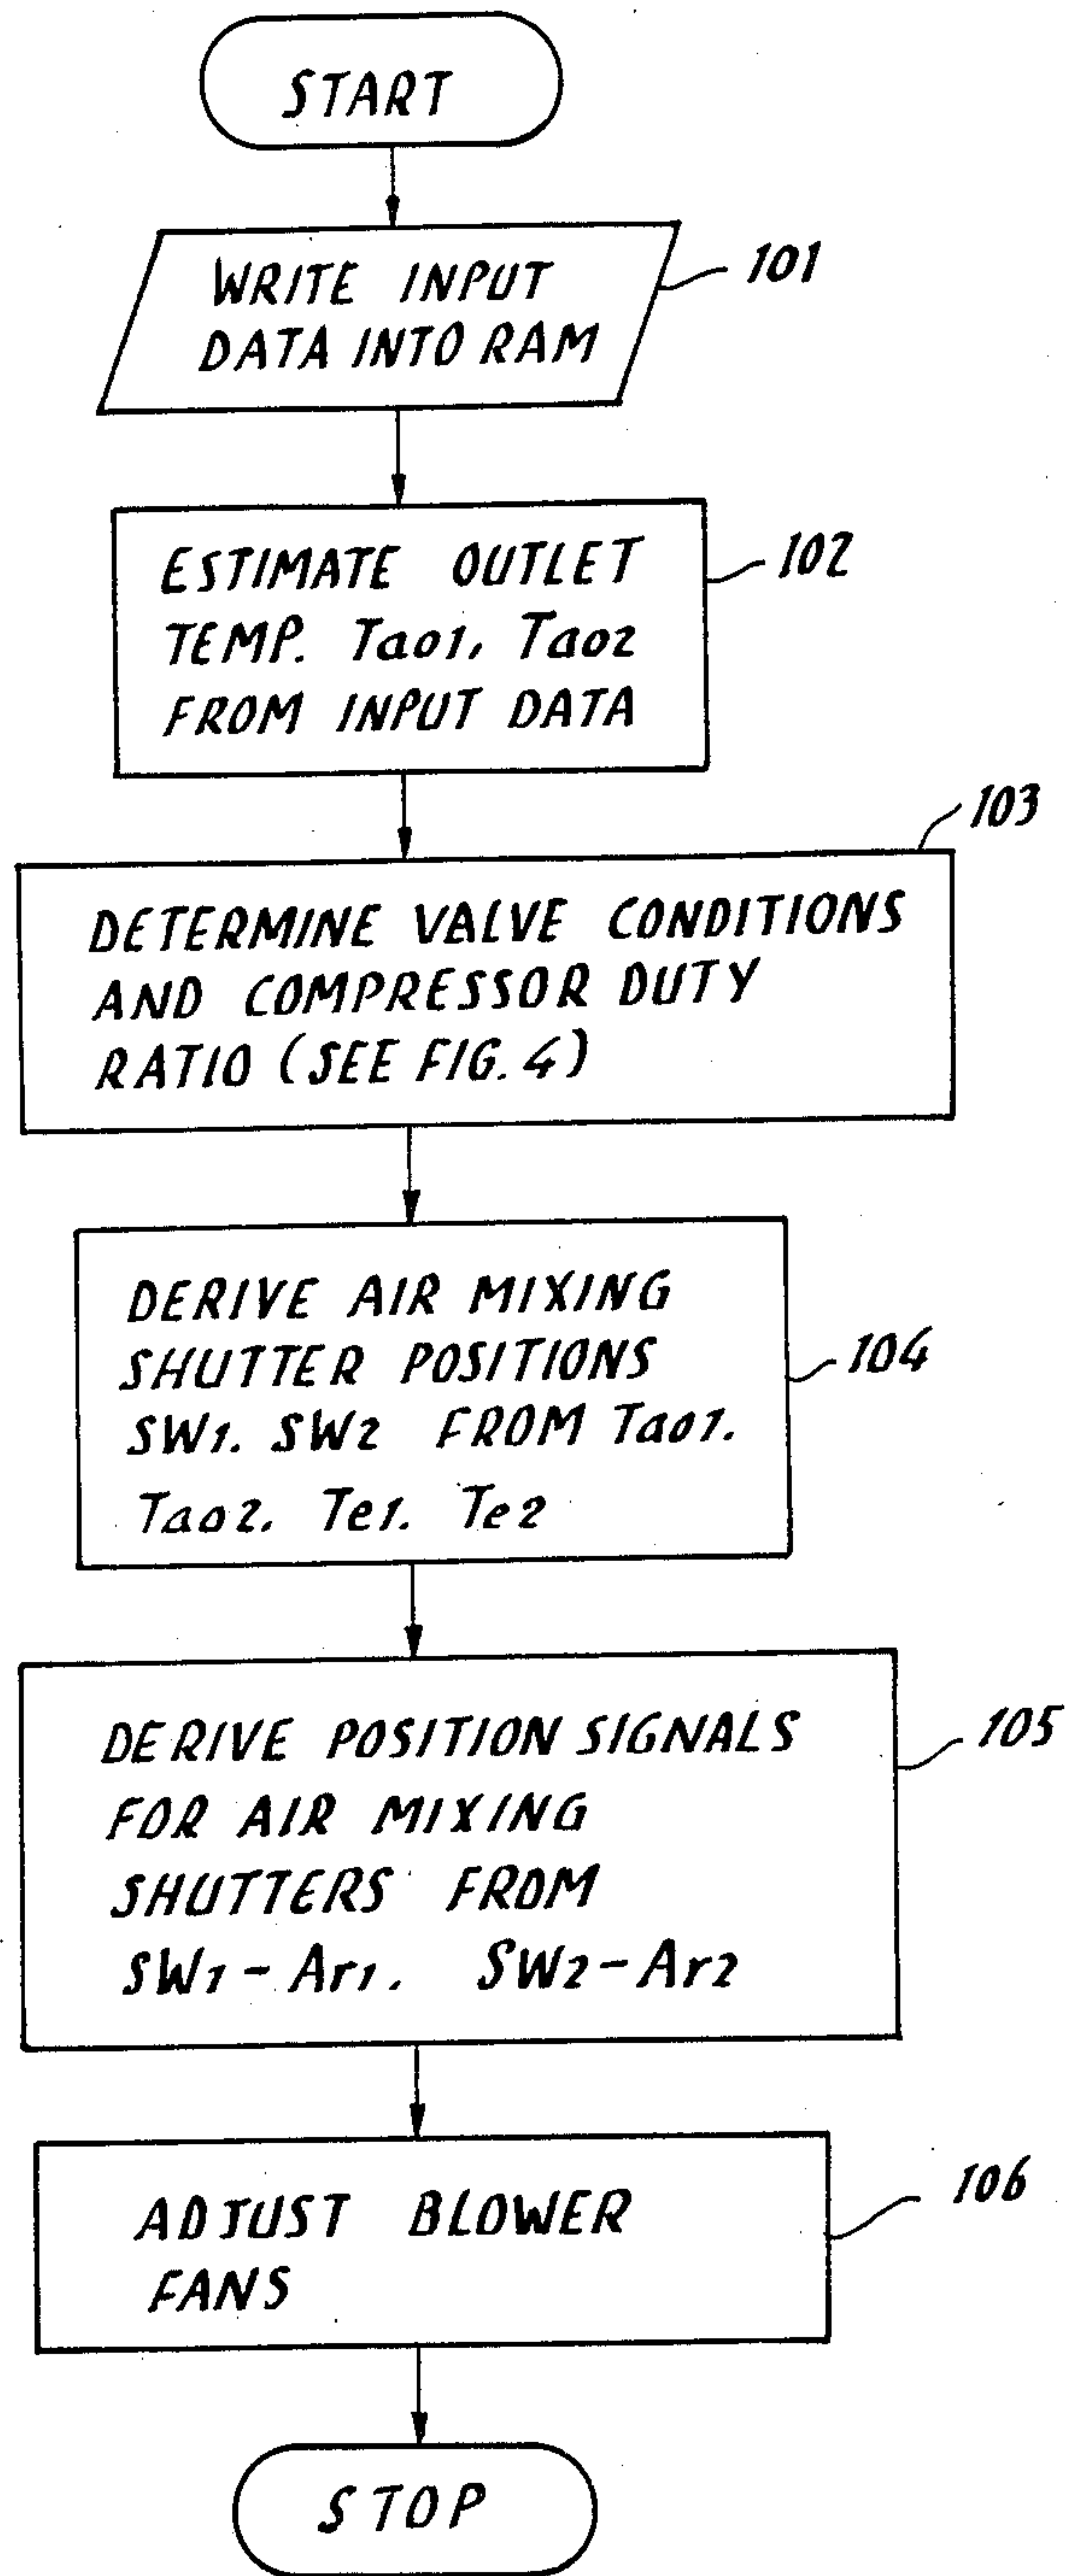 START
WRITE INPUT
DATA INTO RAM
101
ESTIMATE OUTLET
TEMP. Tao1, Tao2
FROM INPUT DATA
102
103
DETERMINE VALVE CONDITIONS
AND COMPRESSOR DUTY
RATIO (SEE FIG. 4)
DERIVE AIR MIXING
SHUTTER POSITIONS
SW1. SW2 FROM Tao1.
Tao2. Te1. Te2
104
DERIVE POSITION SIGNALS
FOR AIR MIXING
SHUTTERS FROM
SW1-Ar1. SW2-Ar2
105
ADJUST BLOWER
FANS
106
STOP